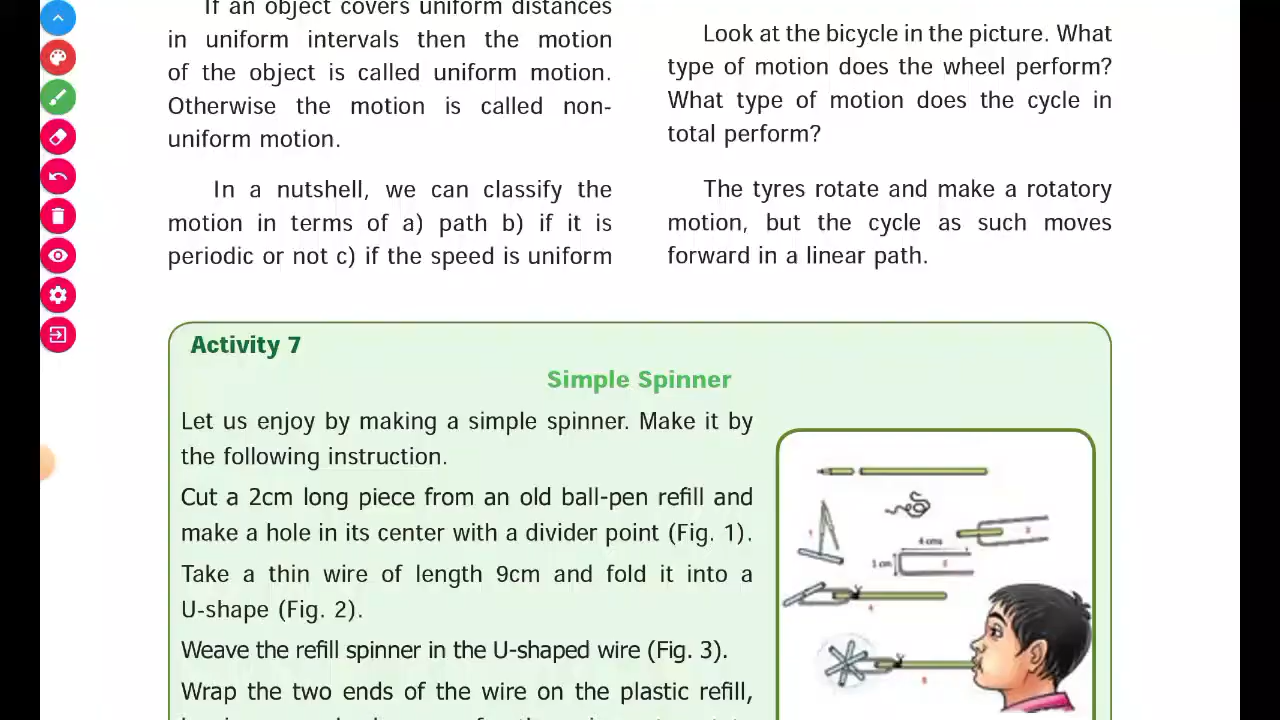 If an object covers uniform distances
in uniform intervals then the motion
of the object is called uniform motion.
Otherwise the motion is called non-
uniform motion.
In a nutshell, we can classify the
motion in terms of a) path b) if it is
periodic or not c) if the speed is uniform
Look at the bicycle in the picture. What
type of motion does the wheel perform?
What type of motion does the cycle in
total perform?
The tyres rotate and make a rotatory
motion, but the cycle as such moves
forward in a linear path.
Activity 7
Simple Spinner
Let us enjoy by making a simple spinner. Make it by
the following instruction.
Cut a 2cm long piece from an old ball-pen refill and
make a hole in its center with a divider point (Fig. 1).
Take a thin wire of length 9cm and fold it into a
U-shape (Fig. 2).
Weave the refill spinner in the U-shaped wire (Fig. 3).
Wrap the two ends of the wire on the plastic refill,
4 cms
1 cm